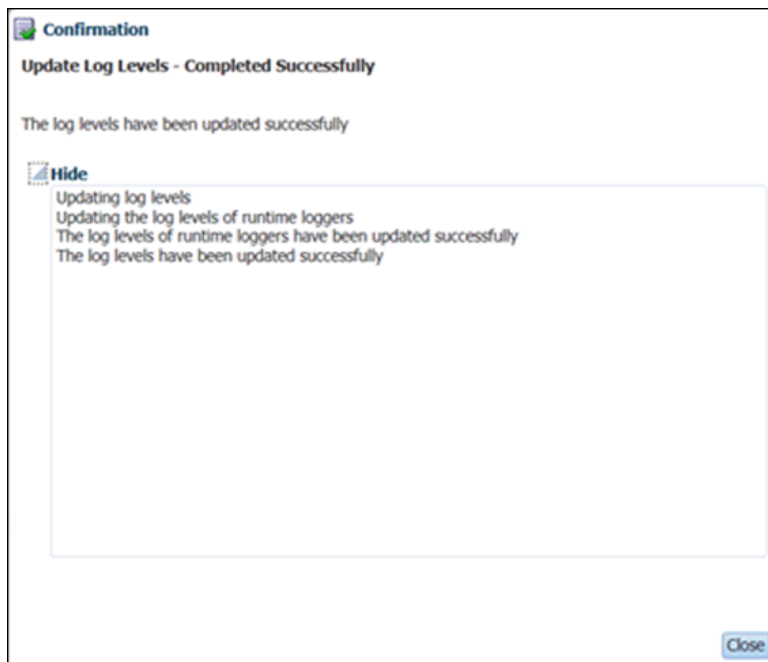 Confirmation
Update Log Levels - Completed Successfully
The log levels have been updated successfully
Hide
Updating log levels
Updating the log levels of runtime loggers
The log levels of runtime loggers have been updated successfully
The log levels have been updated successfully
Close